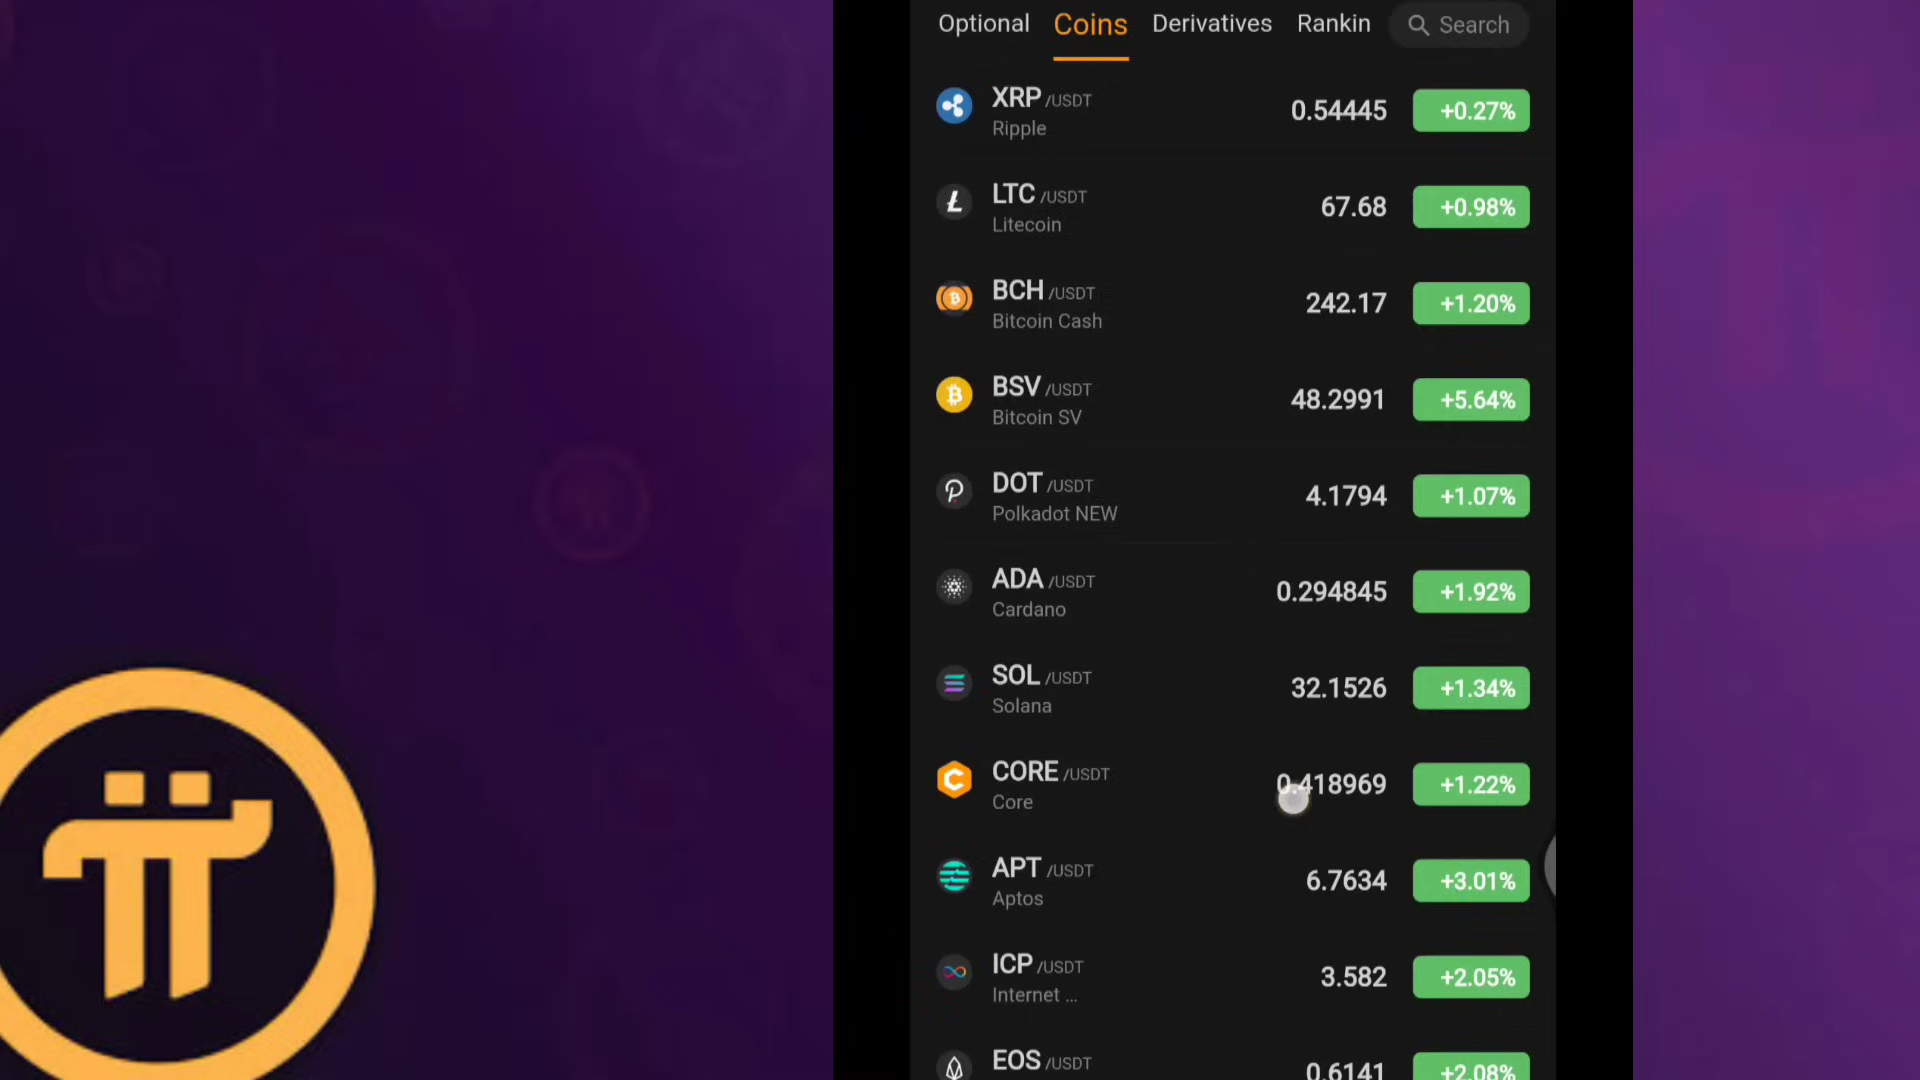 Optional Coins Derivatives Rankin Search
XRP /USDT 0.54445 +0.27%
Ripple
LTC /USDT 67.68 +0.98%
Litecoin
BCH /USDT 242.17 +1.20%
Bitcoin Cash
BSV /USDT 48.2991 +5.64%
Bitcoin SV
DOT /USDT 4.1794 +1.07%
Polkadot NEW
ADA /USDT 0.294845 +1.92%
Cardano
SOL /USDT 32.1526 +1.34%
Solana
CORE /USDT 0.418969 +1.22%
Core
APT /USDT 6.7634 +3.01%
Aptos
ICP /USDT 3.582 +2.05%
Internet ...
EOS /USDT 0.6141 +2.08%